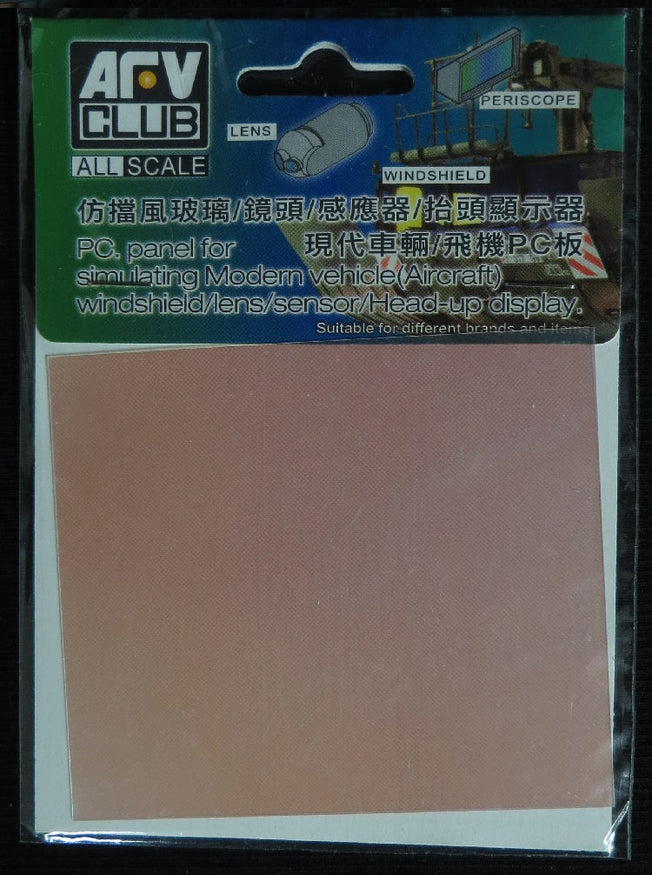 AFV
CLUB
ALL SCALE
LENS
PERISCOPE
WINDSHIELD
仿擋風玻璃/鏡頭/感應器/抬頭顯示器
現代車輛/飛機PC板
PC. panel for
simulating Modern vehicle(Aircraft)
windshield/lens/sensor/Head-up display.
Suitable for different brands and items